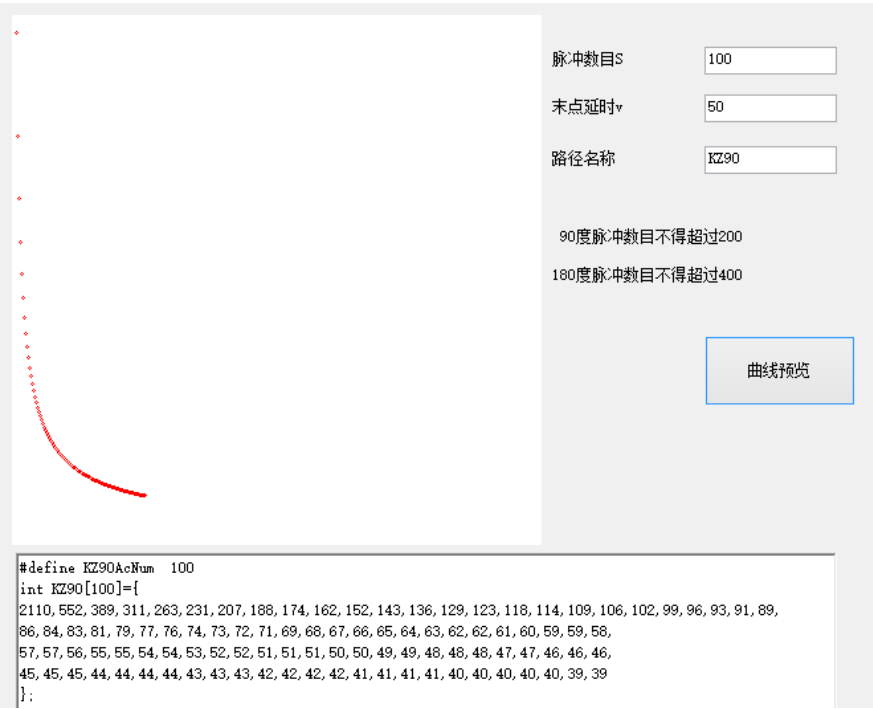 脉冲数目S
100
末点延时v
50
路径名称
KZ90
90度脉冲数目不得超过200
180度脉冲数目不得超过400
曲线预览
#define KZ90AcNum  100
int KZ90[100]={
2110,552,389,311,263,231,207,188,174,162,152,143,136,129,123,118,114,109,106,102,99,96,93,91,89,
86,84,83,81,79,77,76,74,73,72,71,69,68,67,66,65,64,63,62,62,61,60,59,59,58,
57,57,56,55,55,54,54,53,52,52,51,51,51,50,50,49,49,48,48,48,47,47,46,46,46,
45,45,45,44,44,44,44,43,43,43,42,42,42,42,41,41,41,41,40,40,40,40,40,39,39
};